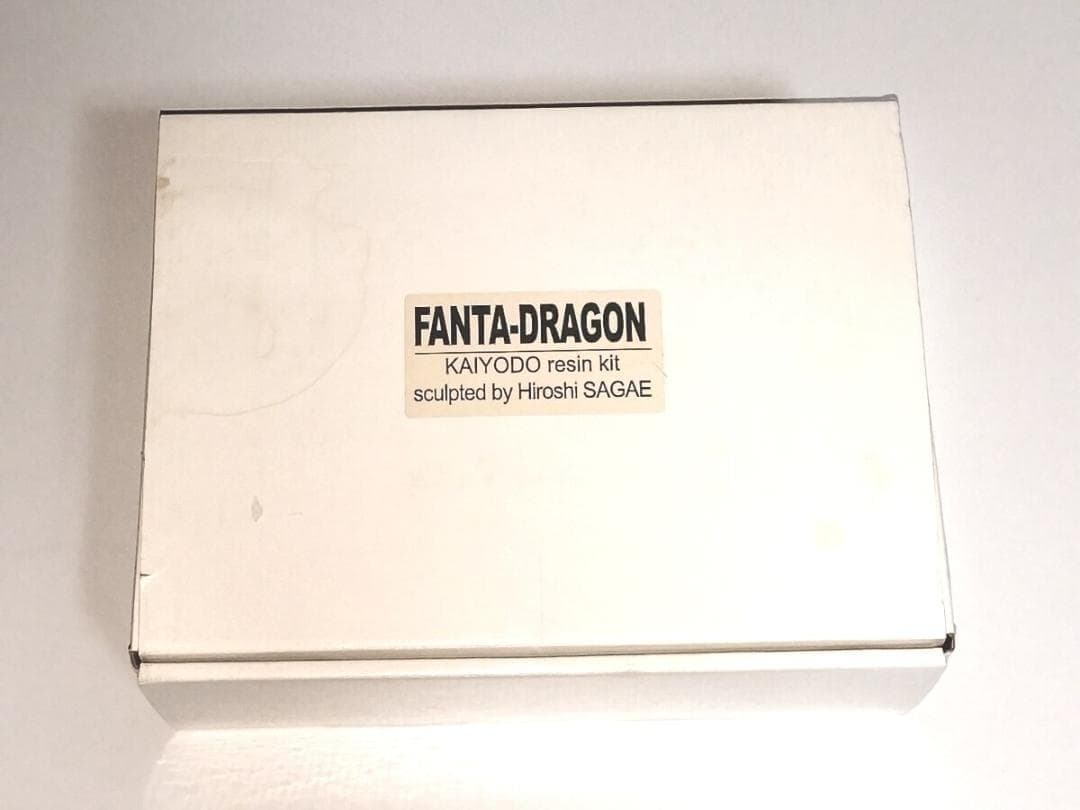 FANTA-DRAGON
KAIYODO resin kit
sculpted by Hiroshi SAGAE